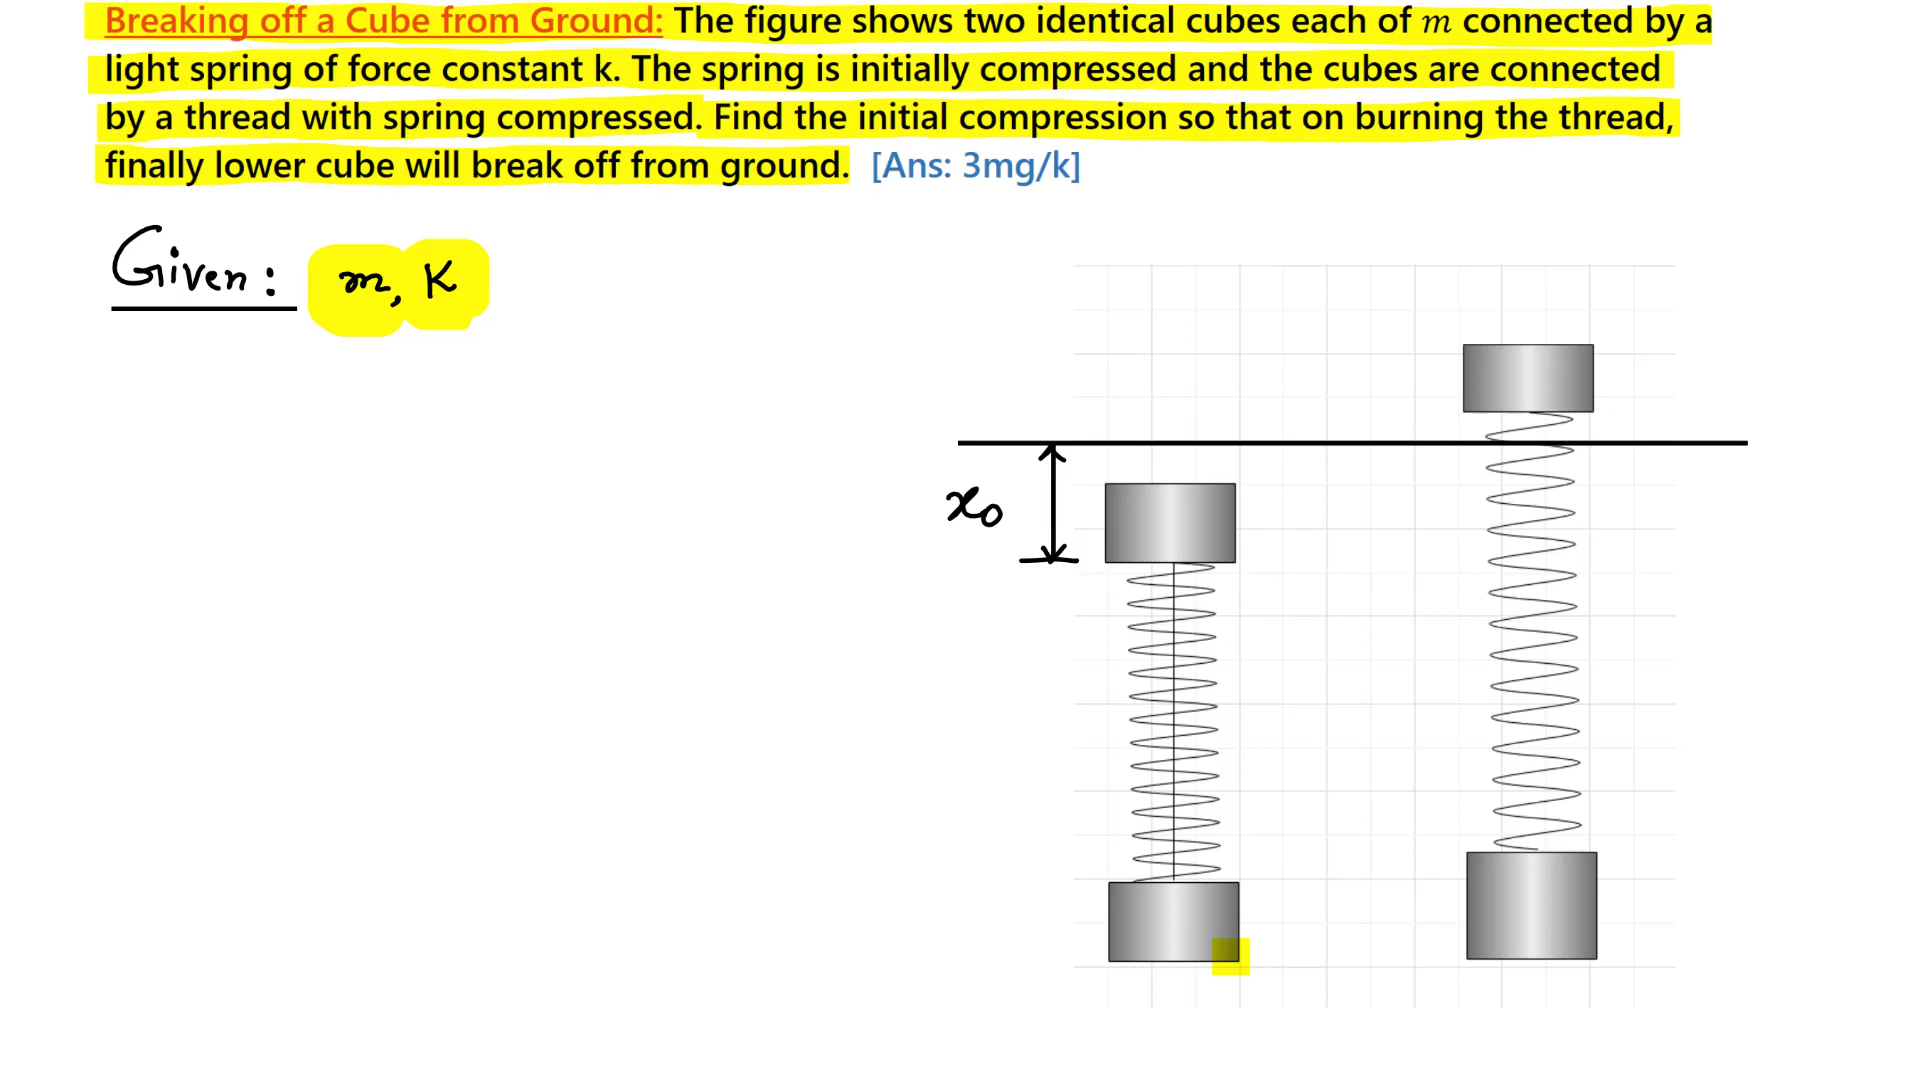 Breaking off a Cube from Ground: The figure shows two identical cubes each of m connected by a
light spring of force constant k. The spring is initially compressed and the cubes are connected
by a thread with spring compressed. Find the initial compression so that on burning the thread,
finally lower cube will break off from ground. [Ans: 3mg/k]
Given: m, K
x₀